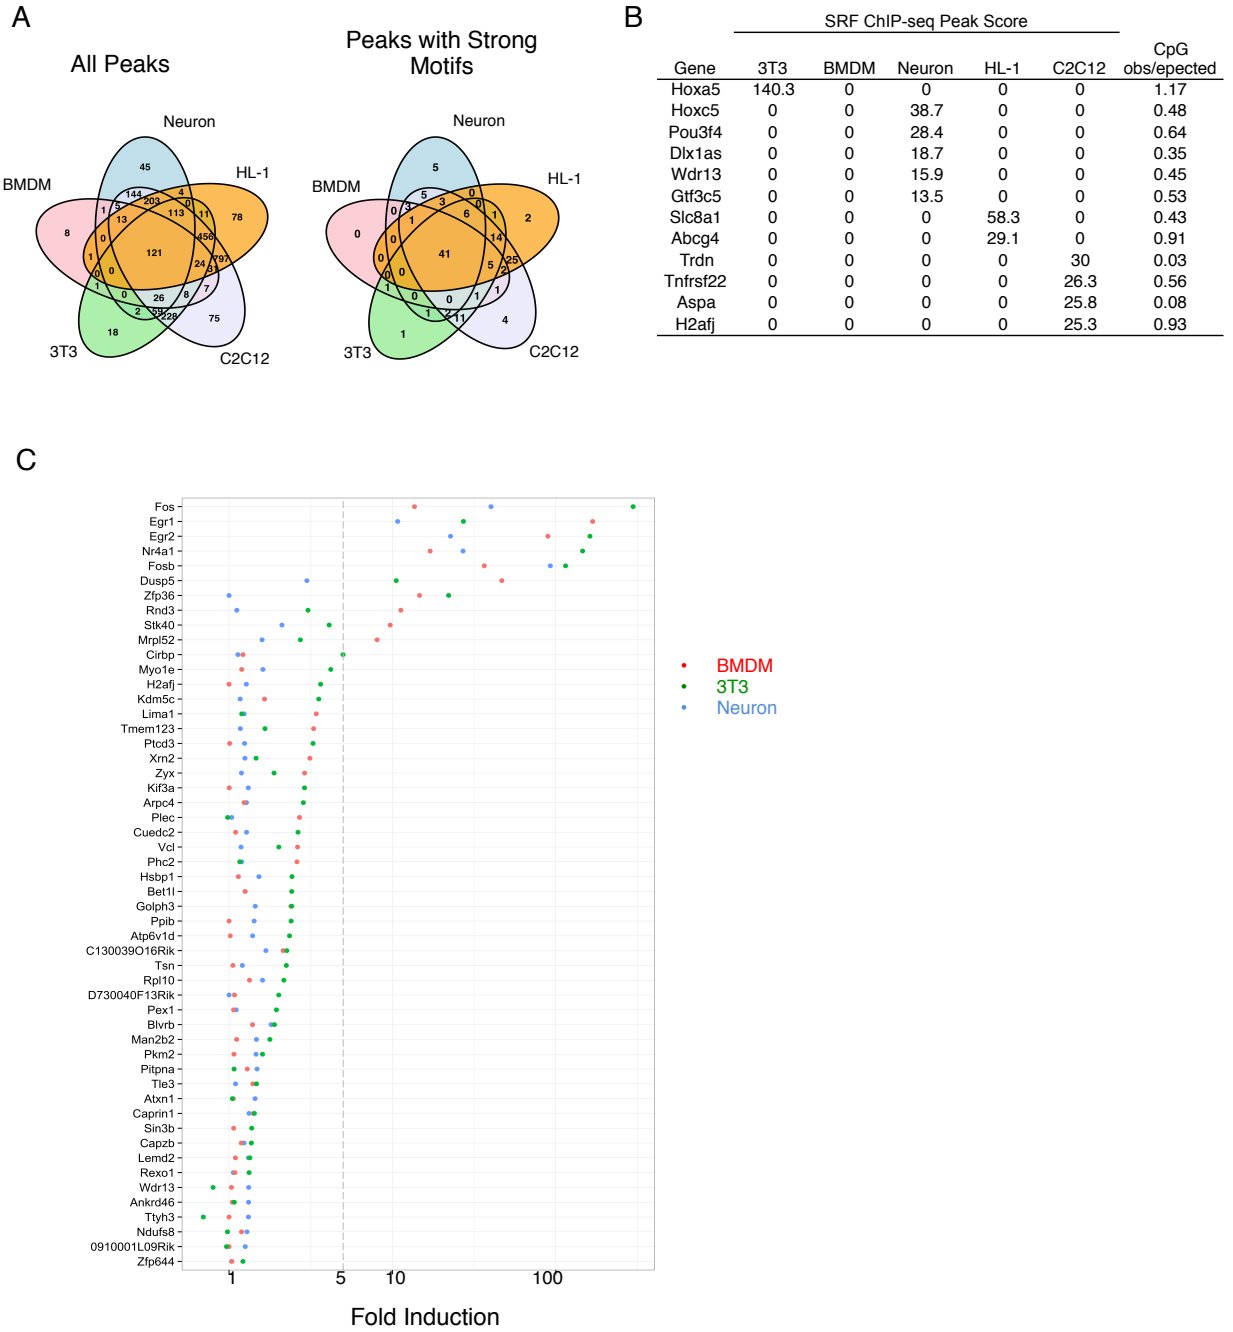 A
B
All Peaks
Peaks with Strong
Motifs
Neuron
BMDM
HL-1
3T3
C2C12
45
144
203
4
0
1
5
13
113
11
78
8
0
456
797
121
1
0
0
24
31
1
0
26
8
7
2
59
228
75
18
Neuron
BMDM
HL-1
3T3
C2C12
5
5
3
0
0
0
3
1
6
1
2
0
0
14
25
41
0
0
0
5
2
1
0
0
1
1
1
2
11
4
1
SRF ChIP-seq Peak Score
Gene 3T3 BMDM Neuron HL-1 C2C12 CpG obs/epected
Hoxa5 140.3 0 0 0 0 1.17
Hoxc5 0 0 38.7 0 0 0.48
Pou3f4 0 0 28.4 0 0 0.64
Dlx1as 0 0 18.7 0 0 0.35
Wdr13 0 0 15.9 0 0 0.45
Gtf3c5 0 0 13.5 0 0 0.53
Slc8a1 0 0 0 58.3 0 0.43
Abcg4 0 0 0 29.1 0 0.91
Trdn 0 0 0 0 30 0.03
Tnfrsf22 0 0 0 0 26.3 0.56
Aspa 0 0 0 0 25.8 0.08
H2afj 0 0 0 0 25.3 0.93
C
Fos
Egr1
Egr2
Nr4a1
Fosb
Dusp5
Zfp36
Rnd3
Stk40
Mrpl52
Cirbp
Myo1e
H2afj
Kdm5c
Lima1
Tmem123
Ptcd3
Xrn2
Zyx
Kif3a
Arpc4
Plec
Cuedc2
Vcl
Phc2
Hsbp1
Bet1l
Golph3
Ppib
Atp6v1d
C130039O16Rik
Tsn
Rpl10
D730040F13Rik
Pex1
Blvrb
Man2b2
Pkm2
Pitpna
Tle3
Atxn1
Caprin1
Sin3b
Capzb
Lemd2
Rexo1
Wdr13
Ankrd46
Ttyh3
Ndufs8
0910001L09Rik
Zfp644
1 5 10 100
Fold Induction
BMDM
3T3
Neuron